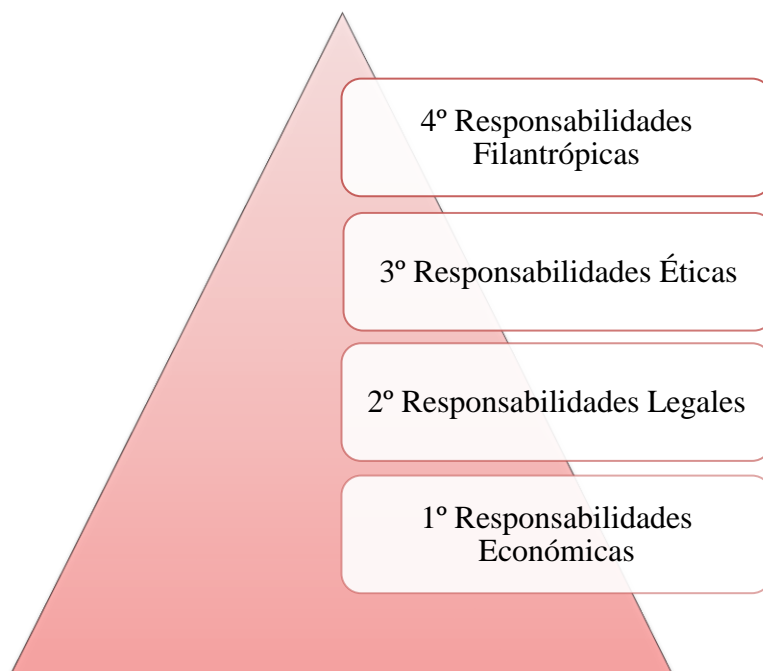 4º Responsabilidades
Filantrópicas
3º Responsabilidades Éticas
2º Responsabilidades Legales
1º Responsabilidades
Económicas